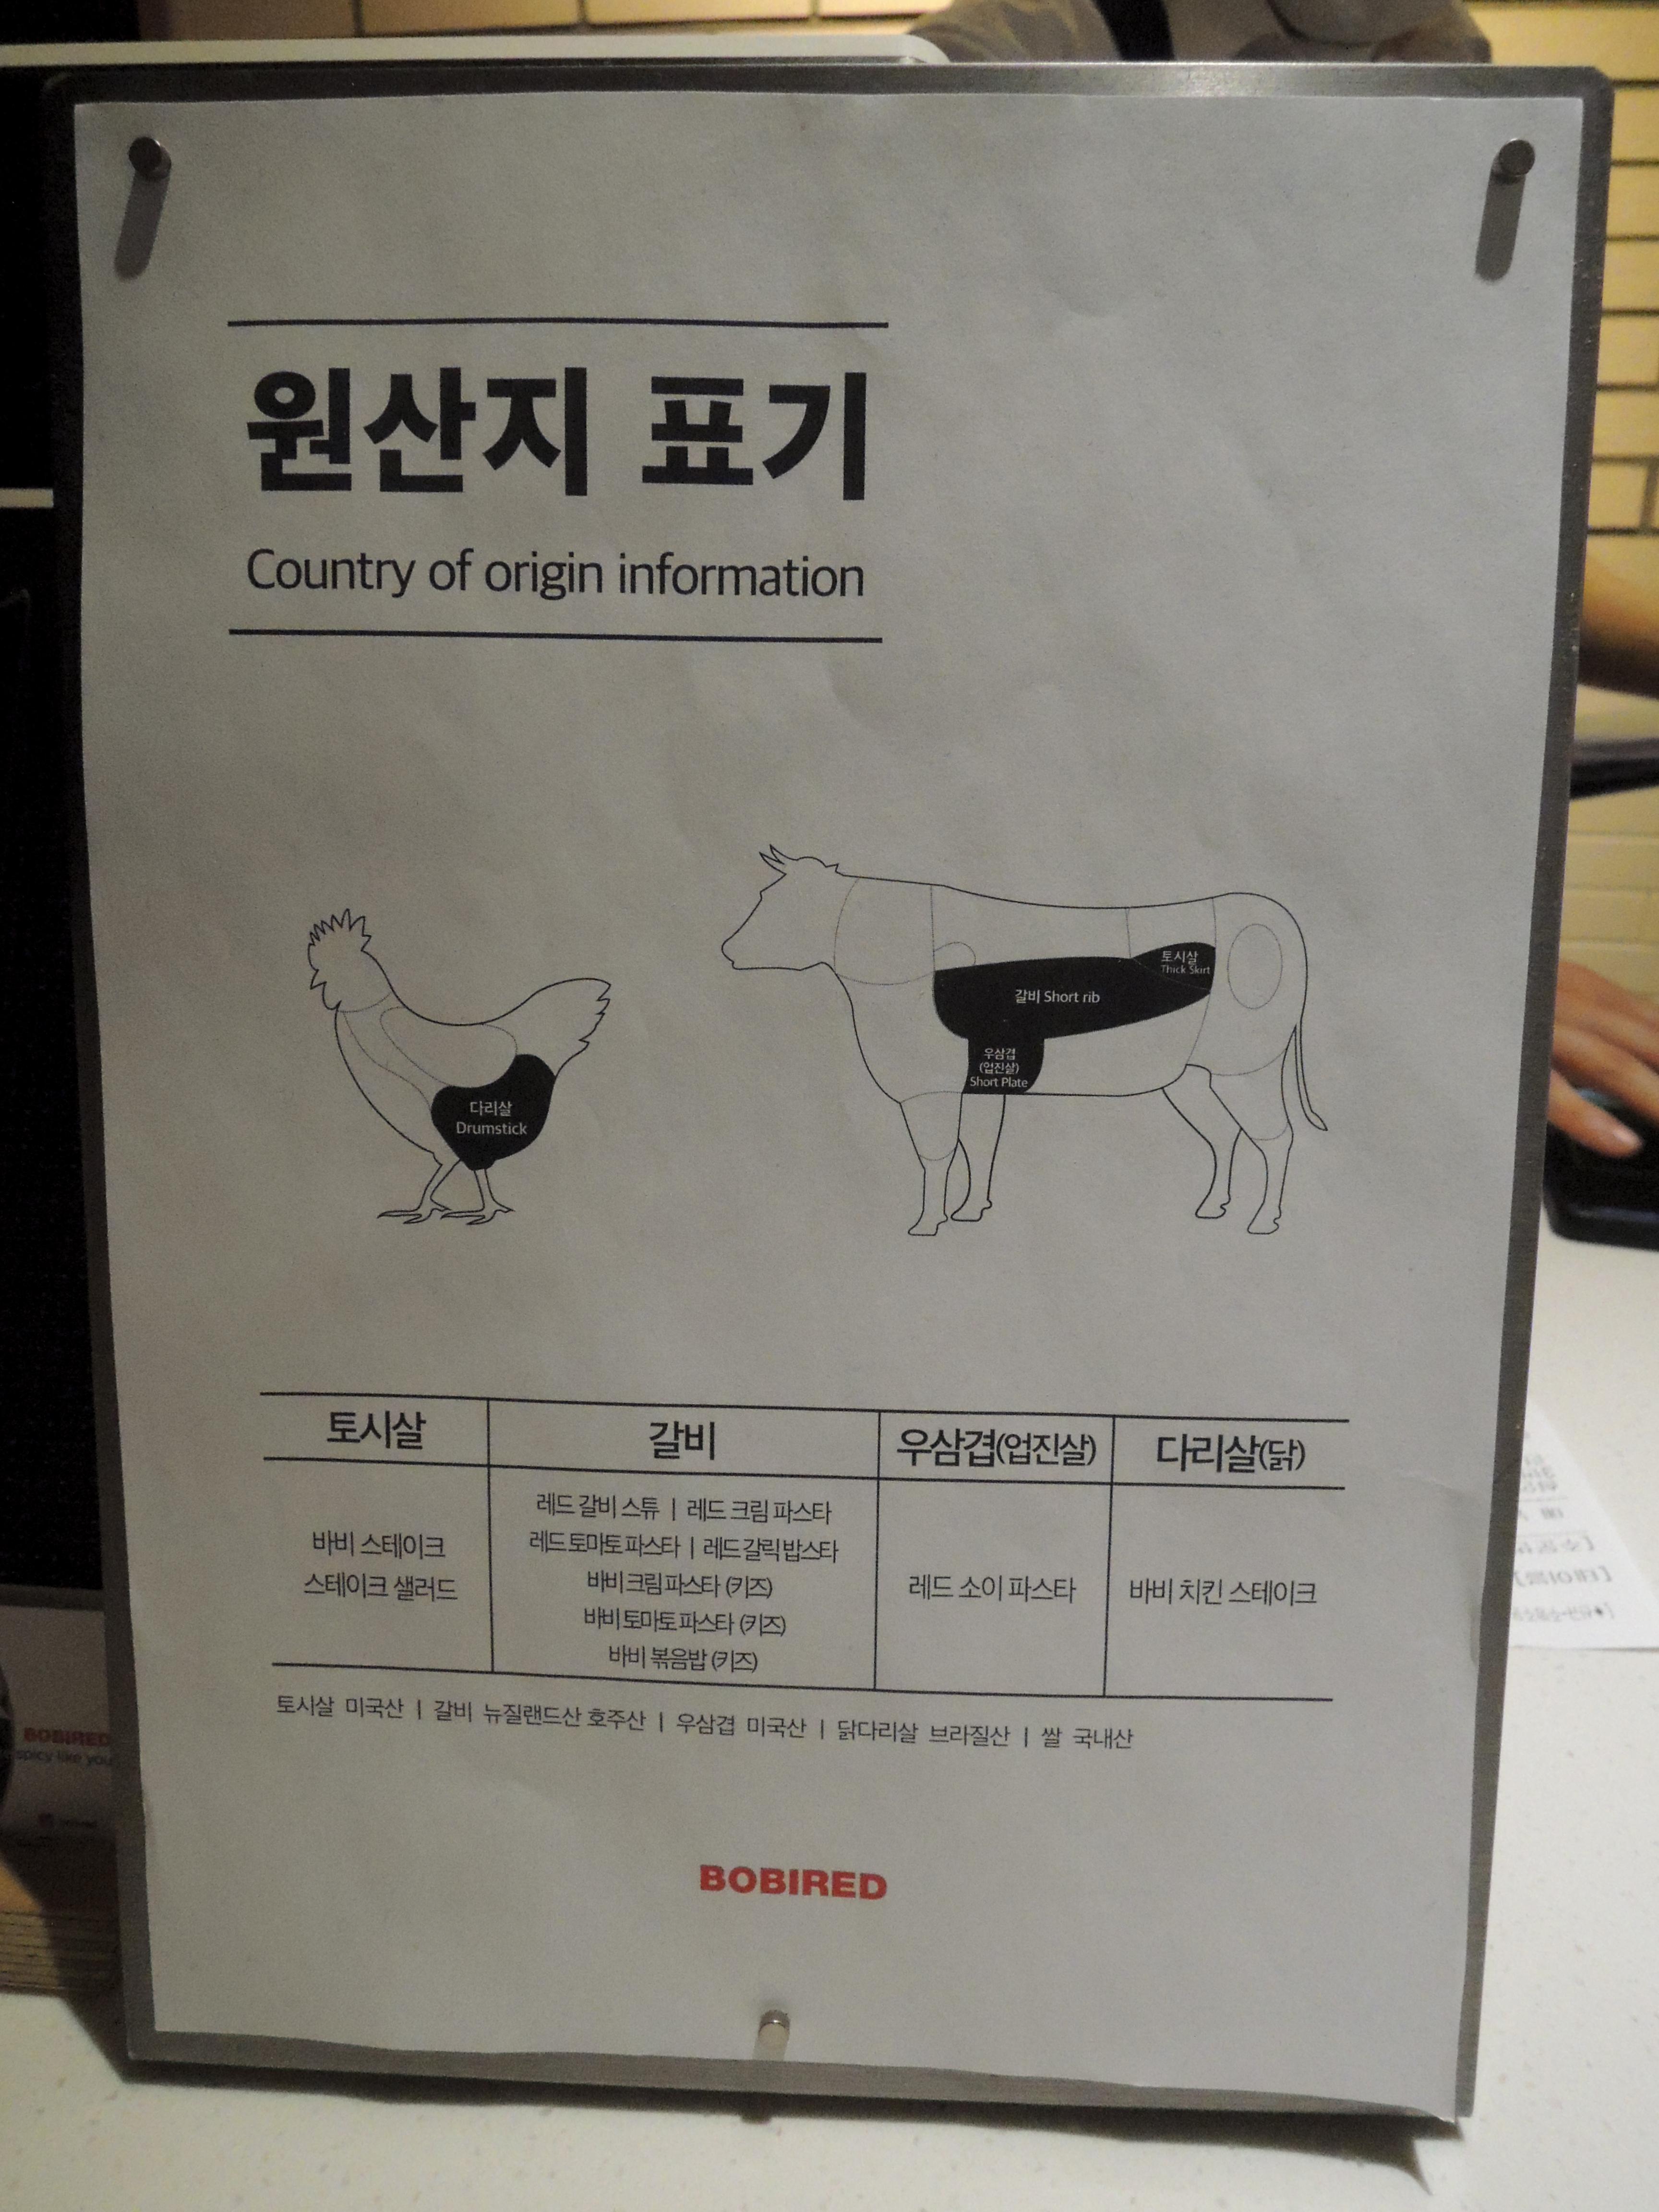 원산지 표기
Country of origin information
토시살
Thick Skirt
갈비 Short rib
우삼겹
(업진살)
Short Plate
다리살
Drumstick
토시살 갈비 우삼겹(업진살) 다리살(닭)
바비 스테이크
스테이크 샐러드
레드 갈비 스튜 | 레드 크림 파스타
레드 토마토 파스타 | 레드 갈릭 밥스타
바비 크림 파스타 (키즈)
바비 토마토 파스타 (키즈)
바비 볶음밥 (키즈)
레드 소이 파스타
바비 치킨 스테이크
토시살 미국산 | 갈비 뉴질랜드산 호주산 | 우삼겹 미국산 | 닭다리살 브라질산 | 쌀 국내산
BOBIRED
BOBIRED
spicy like you